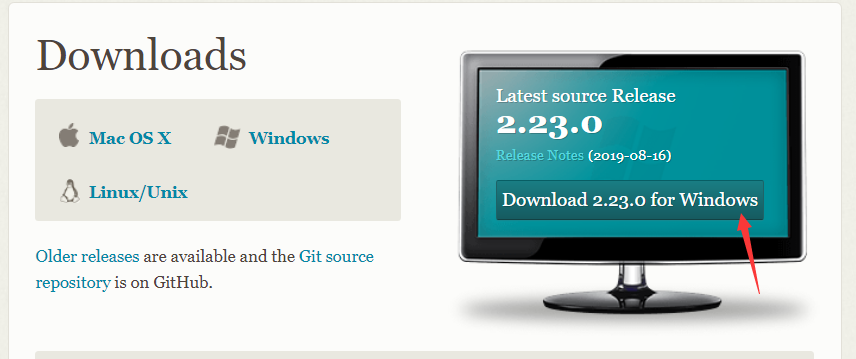 Downloads
Mac OS X
Windows
Linux/Unix
Older releases are available and the Git source
repository is on GitHub.
Latest source Release
2.23.0
Release Notes (2019-08-16)
Download 2.23.0 for Windows